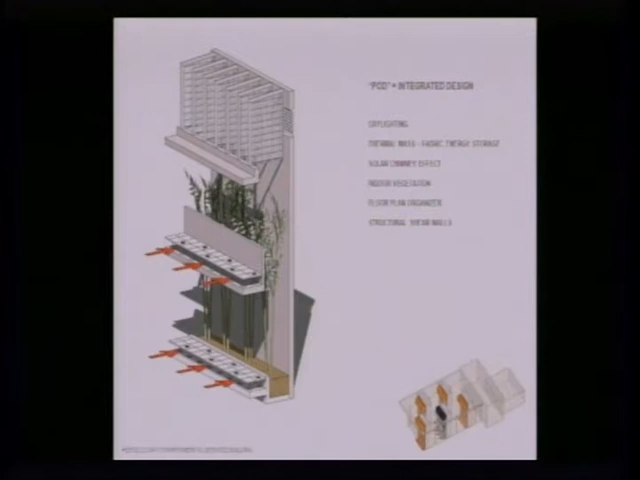 "POD" = INTEGRATED DESIGN
DAYLIGHTING
THERMAL MASS - FABRIC ENERGY STORAGE
SOLAR CHIMNEY EFFECT
INDOOR VEGETATION
FLOOR PLAN ORGANIZER
STRUCTURAL SHEAR WALLS